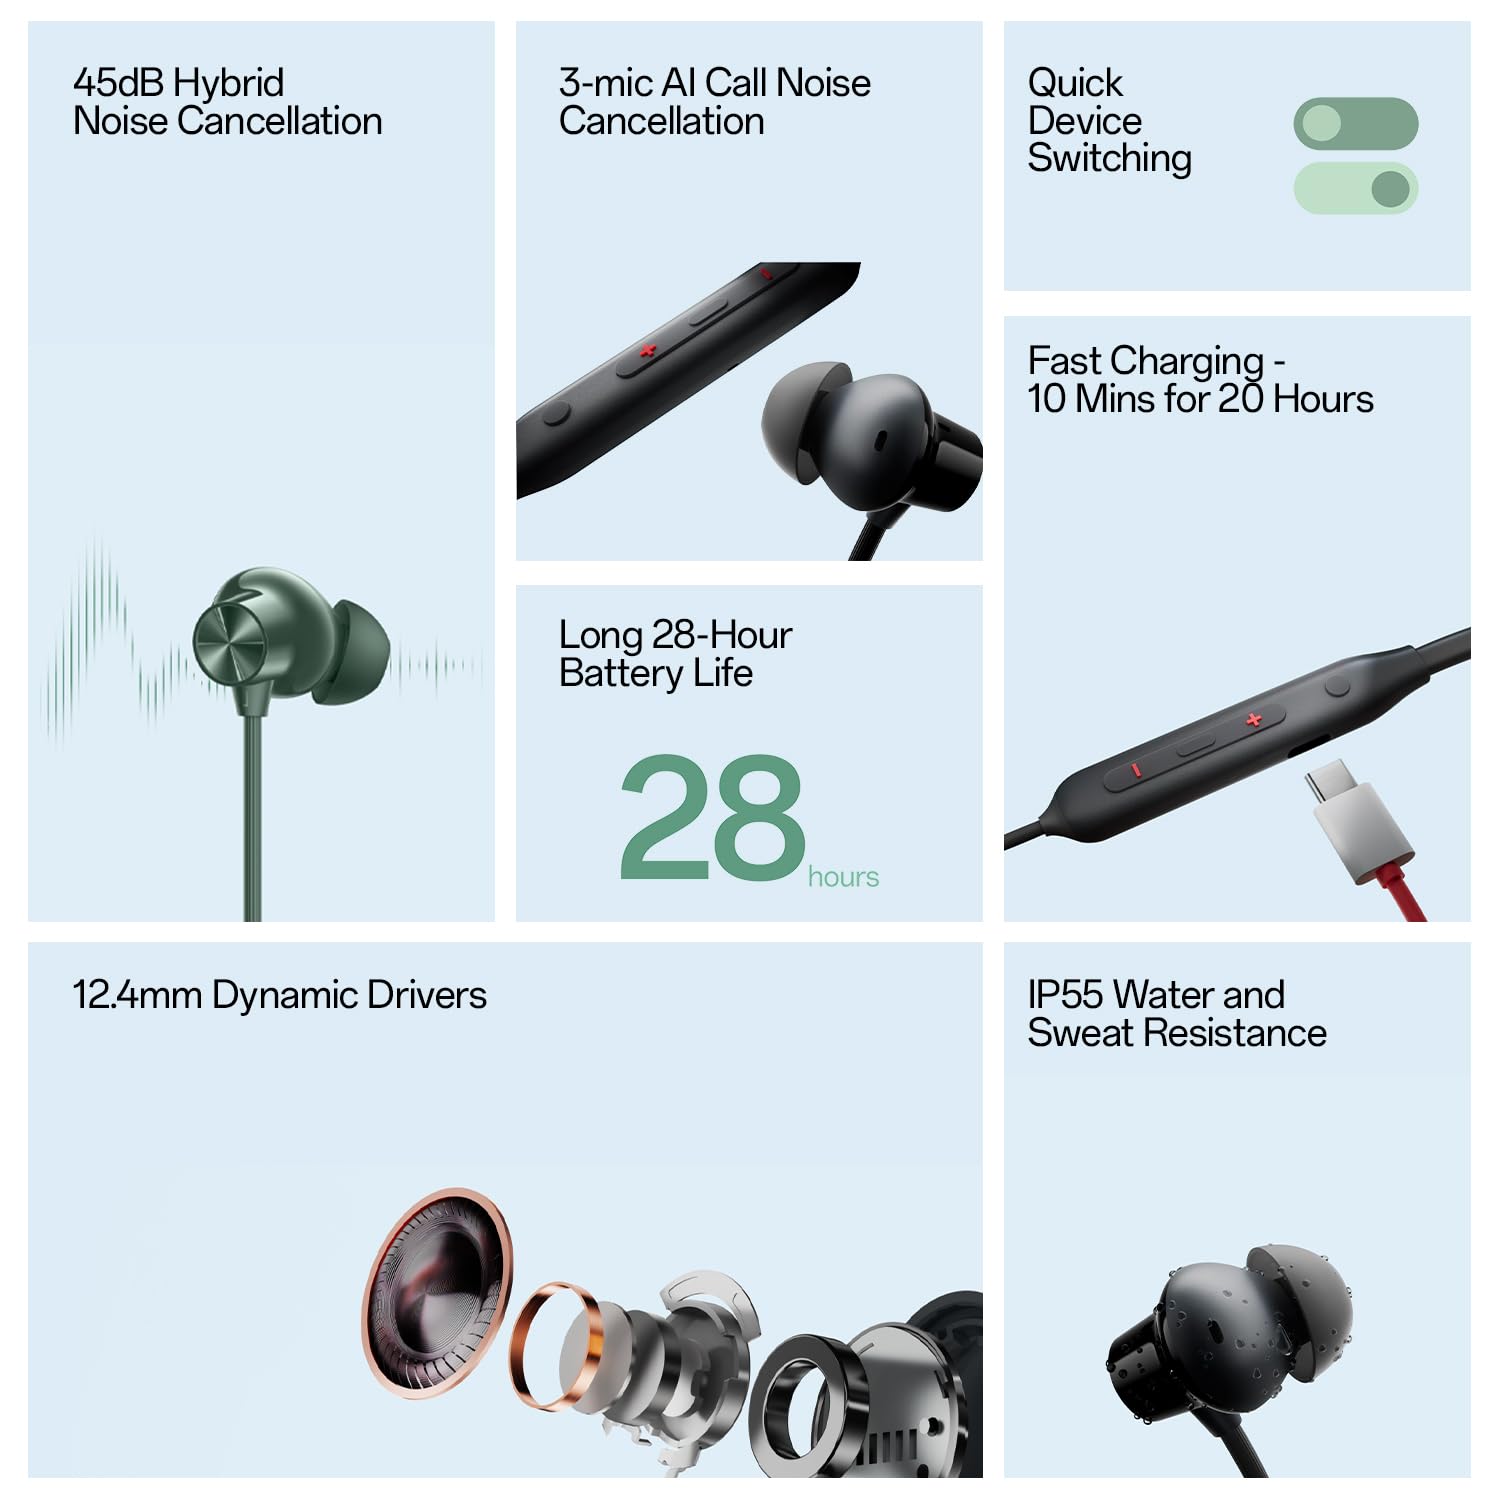 45dB Hybrid
Noise Cancellation
3-mic AI Call Noise
Cancellation
Quick
Device
Switching
Fast Charging -
10 Mins for 20 Hours
Long 28-Hour
Battery Life
28 hours
12.4mm Dynamic Drivers
IP55 Water and
Sweat Resistance